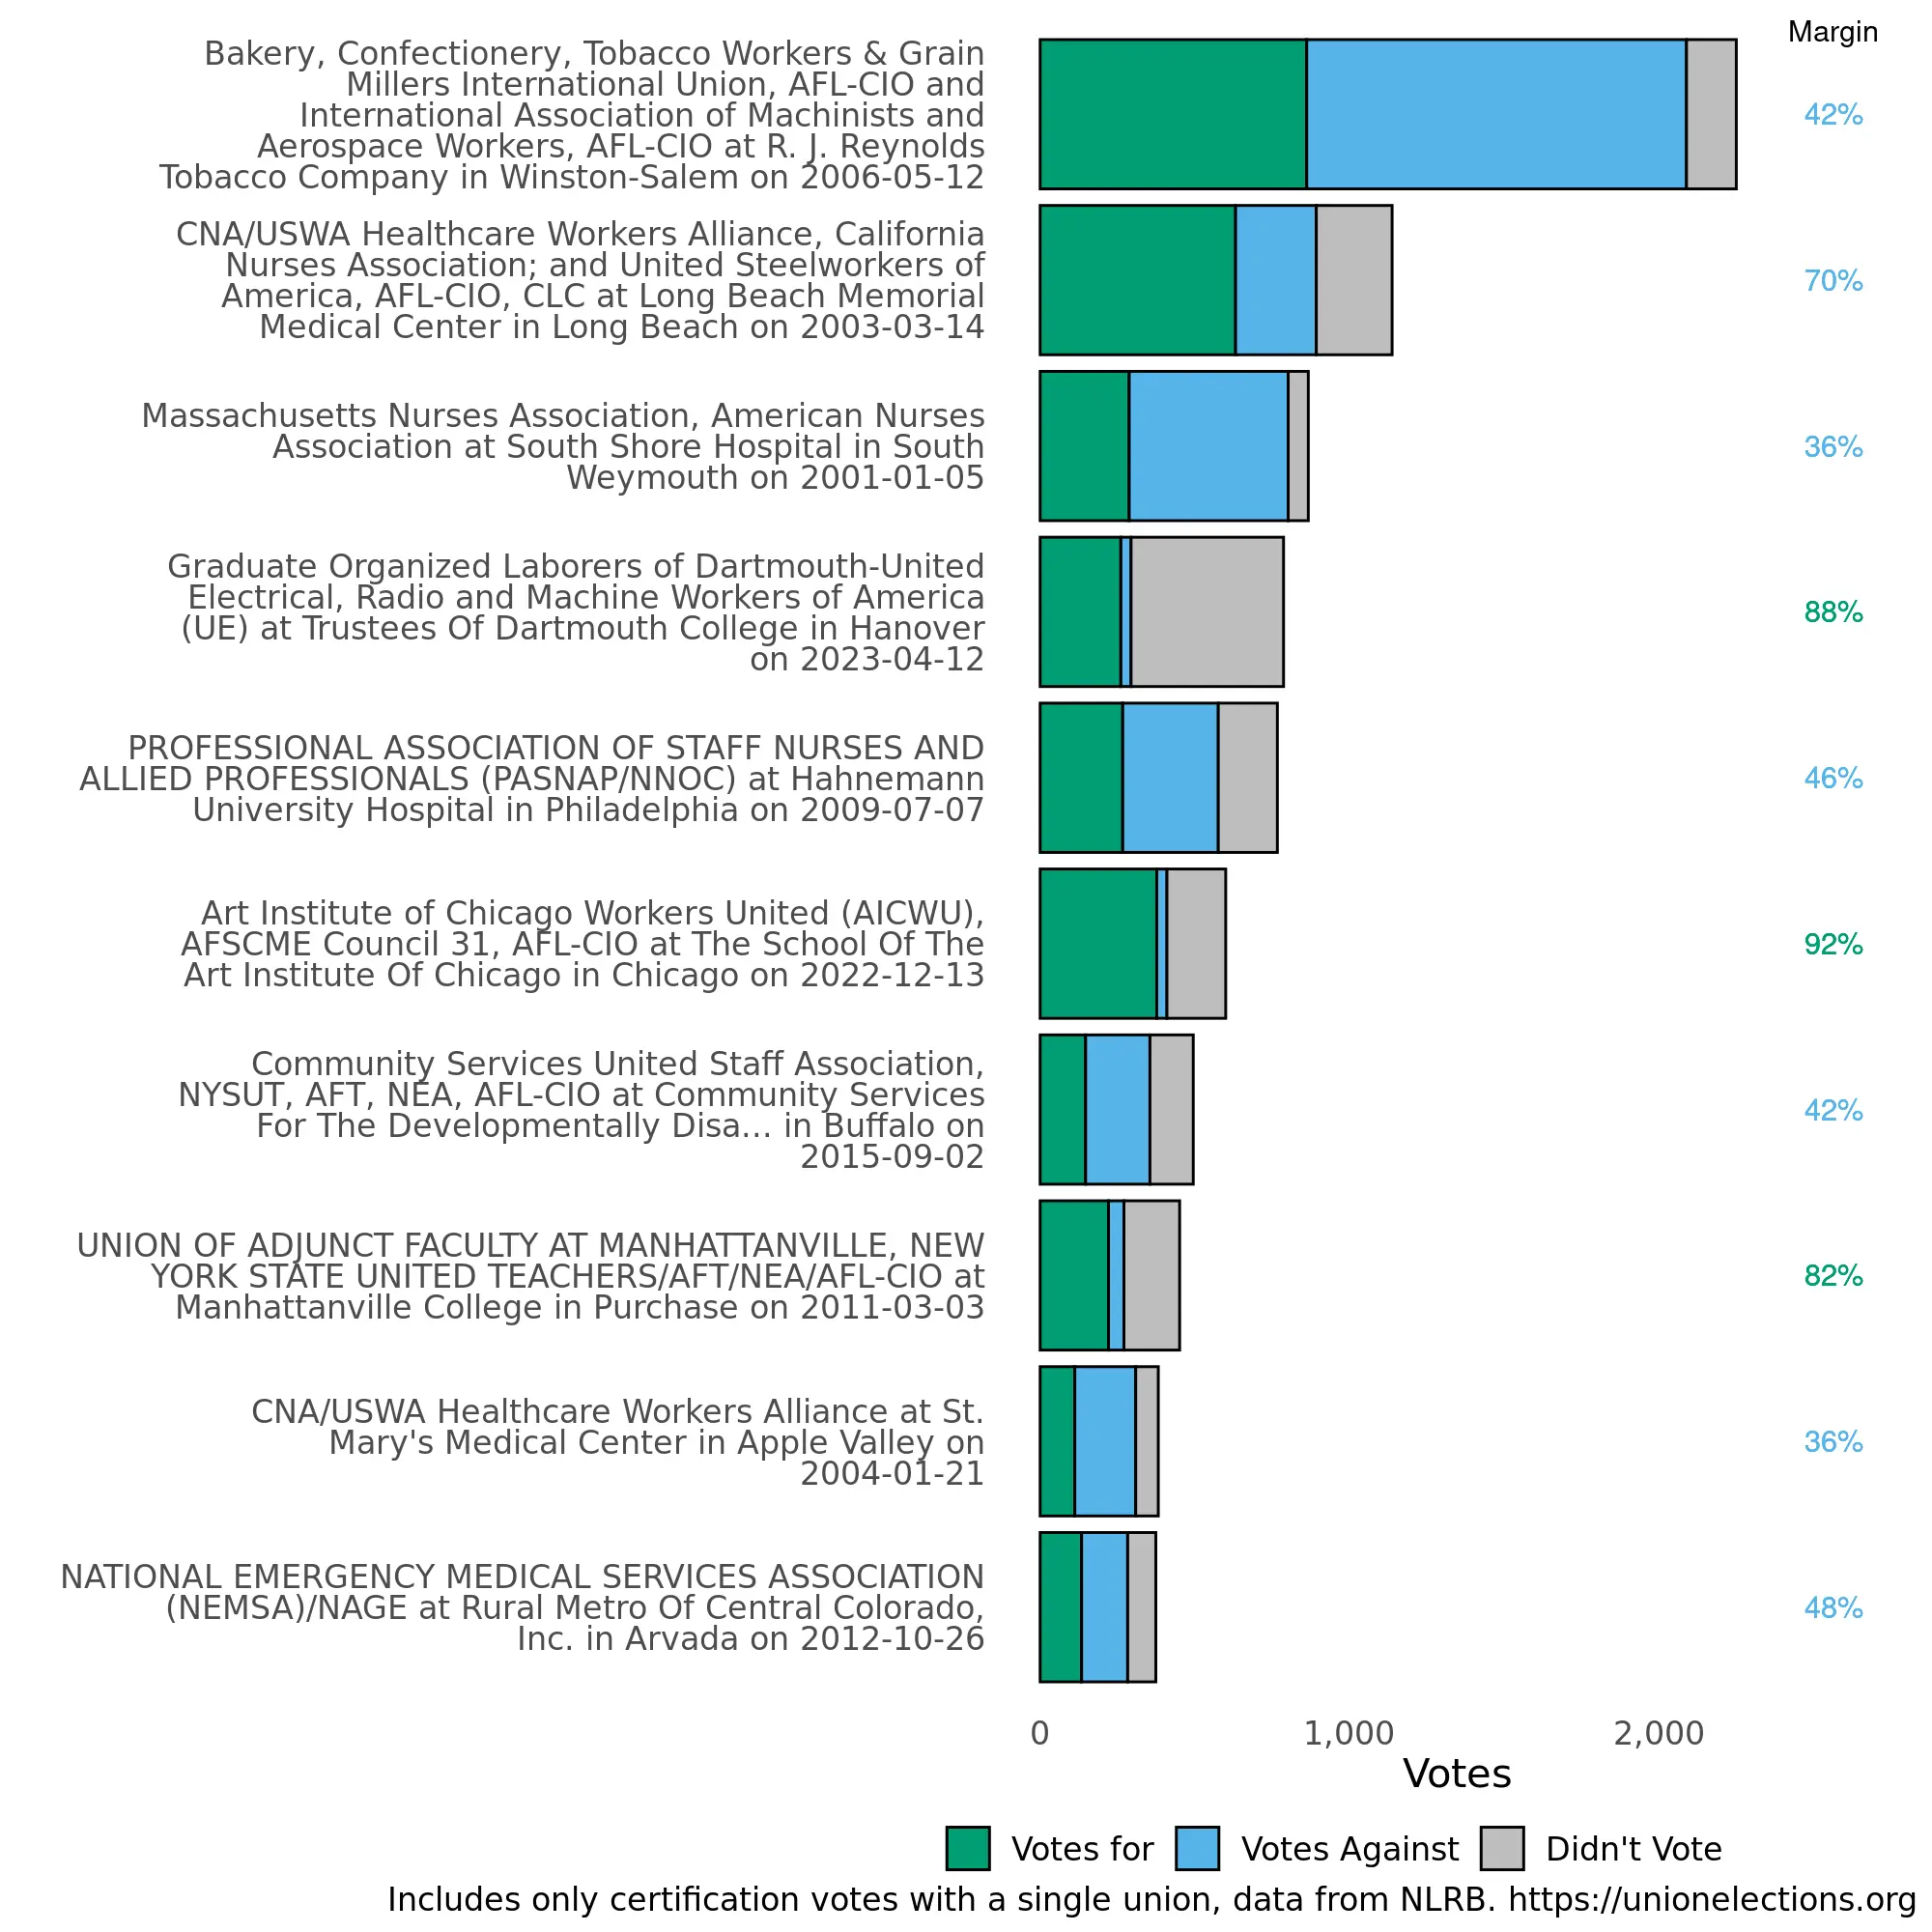 Margin
Bakery, Confectionery, Tobacco Workers & Grain
Millers International Union, AFL-CIO and
International Association of Machinists and
Aerospace Workers, AFL-CIO at R. J. Reynolds
Tobacco Company in Winston-Salem on 2006-05-12
42%
CNA/USWA Healthcare Workers Alliance, California
Nurses Association; and United Steelworkers of
America, AFL-CIO, CLC at Long Beach Memorial
Medical Center in Long Beach on 2003-03-14
70%
Massachusetts Nurses Association, American Nurses
Association at South Shore Hospital in South
Weymouth on 2001-01-05
36%
Graduate Organized Laborers of Dartmouth-United
Electrical, Radio and Machine Workers of America
(UE) at Trustees Of Dartmouth College in Hanover
on 2023-04-12
88%
PROFESSIONAL ASSOCIATION OF STAFF NURSES AND
ALLIED PROFESSIONALS (PASNAP/NNOC) at Hahnemann
University Hospital in Philadelphia on 2009-07-07
46%
Art Institute of Chicago Workers United (AICWU),
AFSCME Council 31, AFL-CIO at The School Of The
Art Institute Of Chicago in Chicago on 2022-12-13
92%
Community Services United Staff Association,
NYSUT, AFT, NEA, AFL-CIO at Community Services
For The Developmentally Disa... in Buffalo on
2015-09-02
42%
UNION OF ADJUNCT FACULTY AT MANHATTANVILLE, NEW
YORK STATE UNITED TEACHERS/AFT/NEA/AFL-CIO at
Manhattanville College in Purchase on 2011-03-03
82%
CNA/USWA Healthcare Workers Alliance at St.
Mary's Medical Center in Apple Valley on
2004-01-21
36%
NATIONAL EMERGENCY MEDICAL SERVICES ASSOCIATION
(NEMSA)/NAGE at Rural Metro Of Central Colorado,
Inc. in Arvada on 2012-10-26
48%
0 1,000 2,000
Votes
Votes for Votes Against Didn't Vote
Includes only certification votes with a single union, data from NLRB. https://unionelections.org